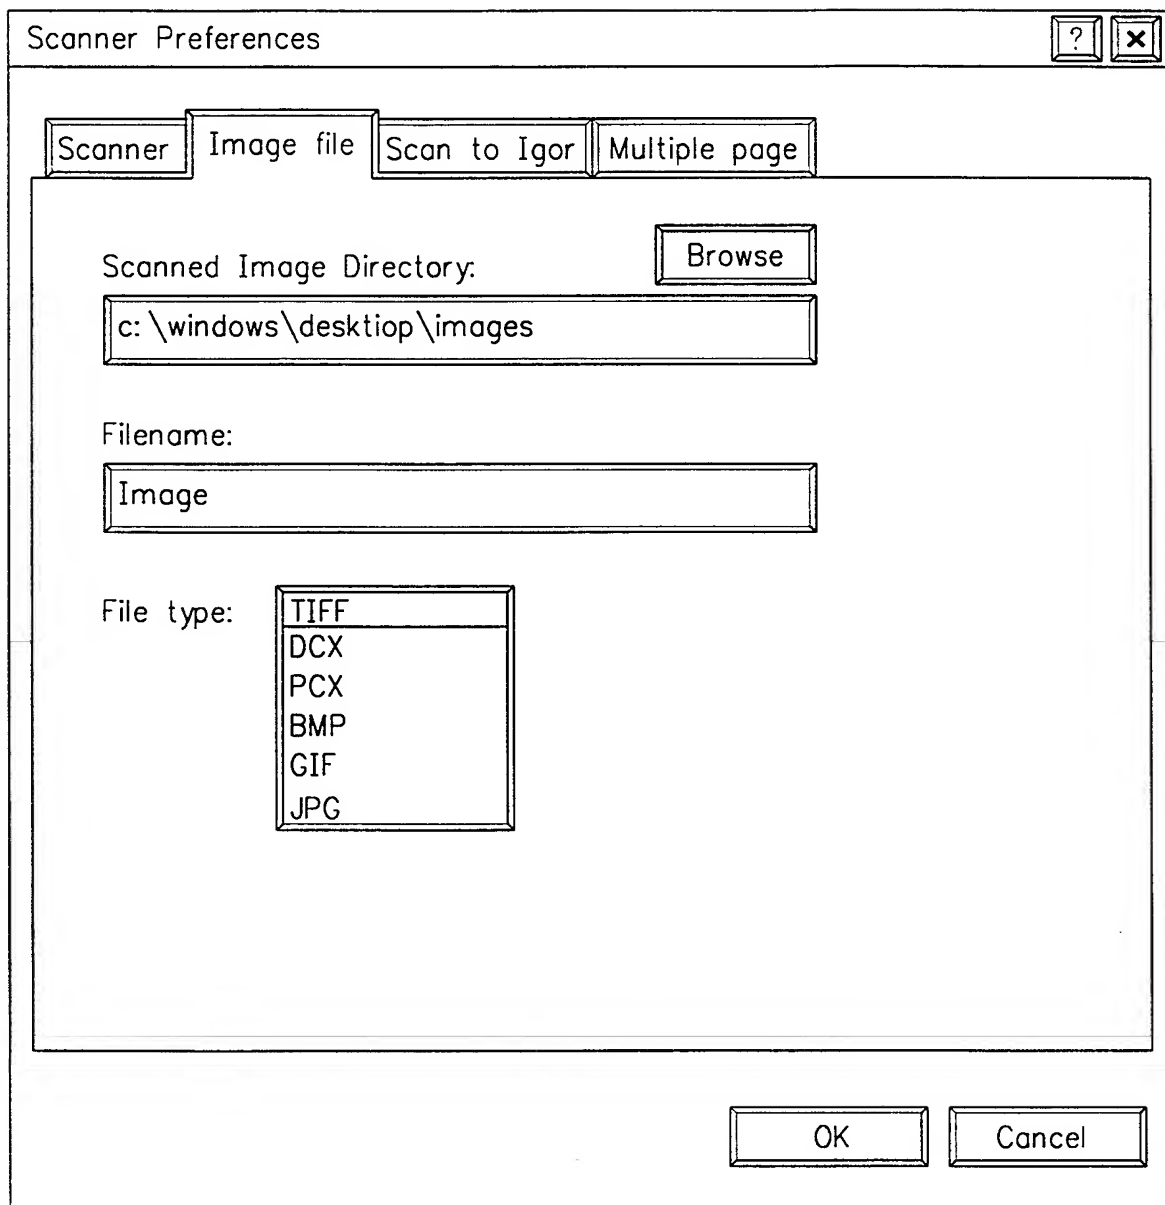 Scanner Preferences ?  ×
Scanner Image file Scan to Igor Multiple page
Browse
Scanned Image Directory:
c:\windows\desktiop\images
Filename:
Image
File type: TIFF
DCX
PCX
BMP
GIF
JPG
OK Cancel